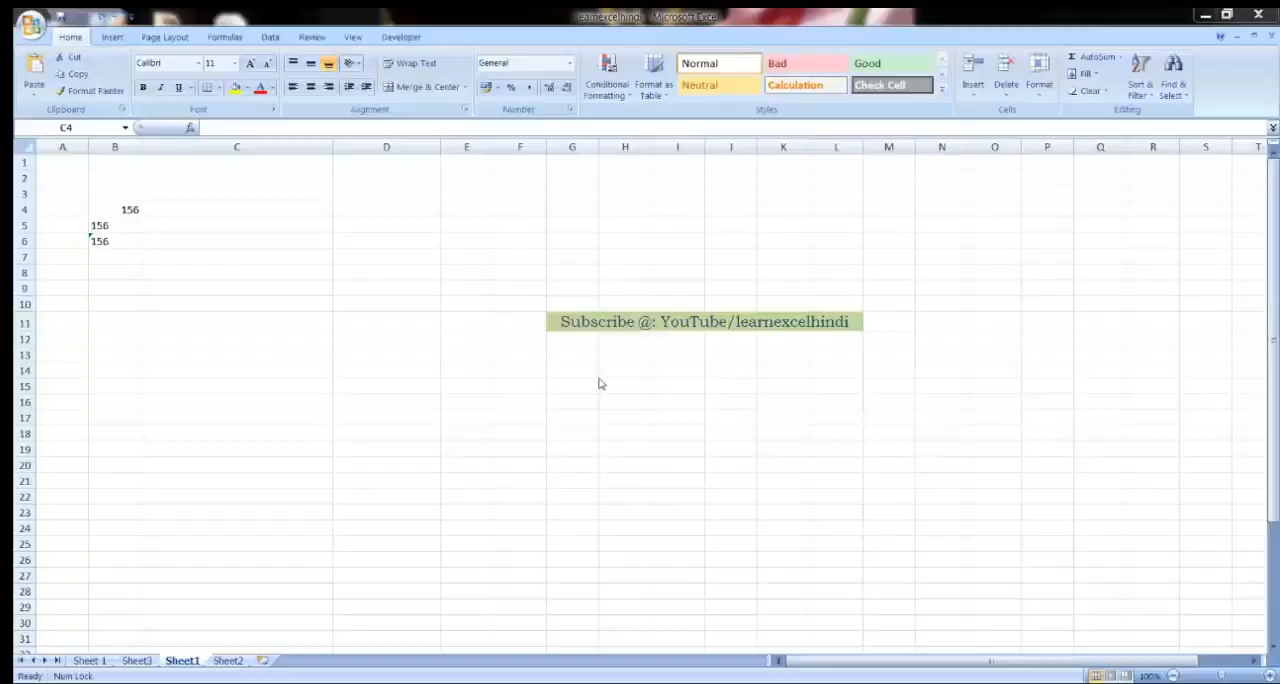 learnexcelhindi - Microsoft Excel
Home Insert Page Layout Formulas Data Review View Developer
Cut
Copy
Format Painter
Paste
Clipboard
Calibri 11
Font
Wrap Text
Merge & Center
Alignment
General
Number
Conditional Formatting
Format as Table
Normal Bad Good
Neutral Calculation Check Cell
Styles
Insert Delete Format
Cells
AutoSum
Fill
Clear
Sort & Filter
Find & Select
Editing
C4 fx
A B C D E F G H I J K L M N O P Q R S T
1
2
3
4 156
5 156
6 156
7
8
9
10
11 Subscribe @: YouTube/learnexcelhindi
12
13
14
15
16
17
18
19
20
21
22
23
24
25
26
27
28
29
30
31
Sheet 1 Sheet3 Sheet1 Sheet2
Ready Num Lock 100%